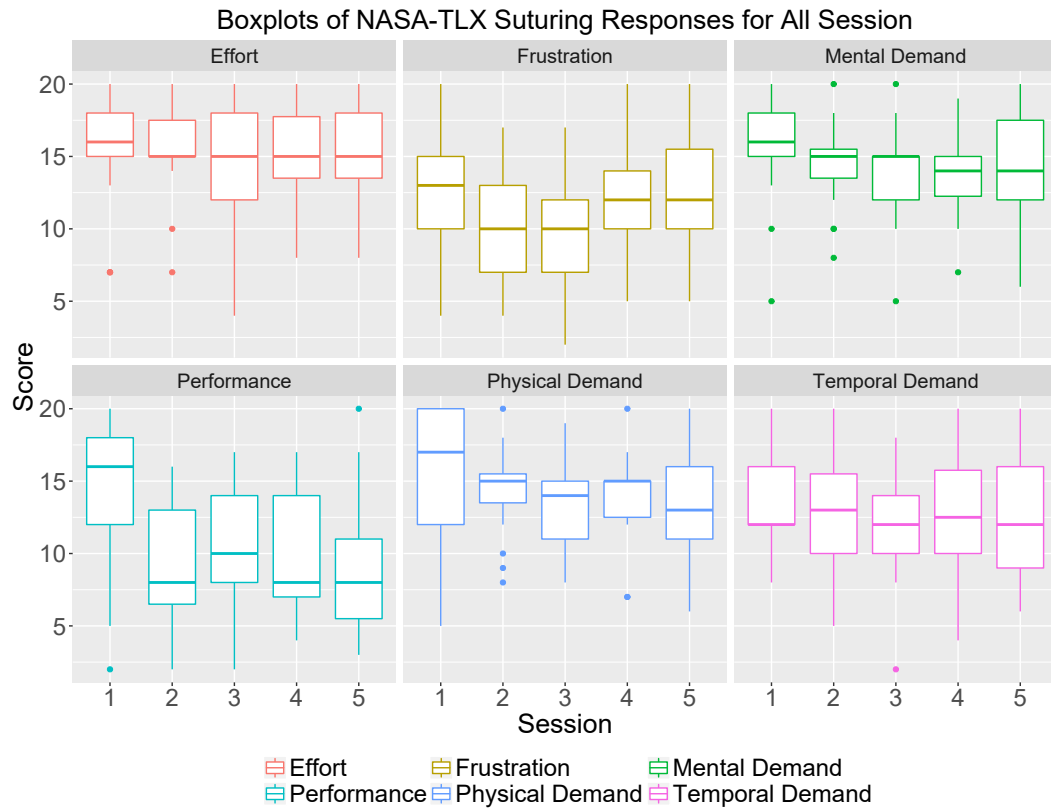 Boxplots of NASA-TLX Suturing Responses for All Session
Effort Frustration Mental Demand
20
15
10
5
Score
Performance Physical Demand Temporal Demand
20
15
10
5
1 2 3 4 5 1 2 3 4 5 1 2 3 4 5
Session
Effort Frustration Mental Demand
Performance Physical Demand Temporal Demand